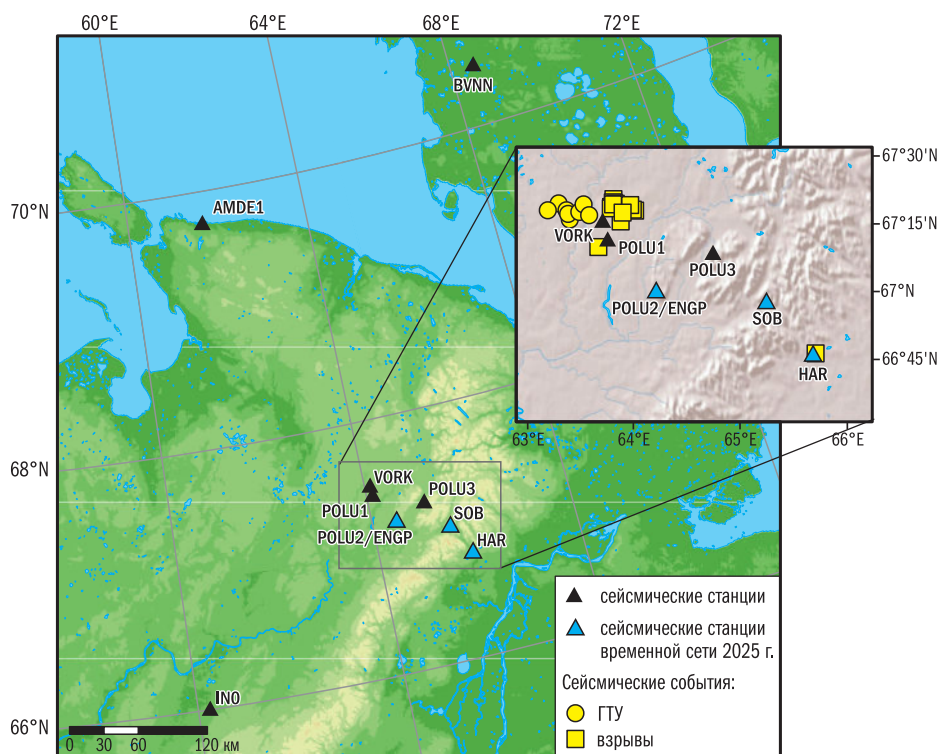 60°E
64°E
68°E
72°E
BVNN
70°N
AMDE1
67°30'N
67°15'N
67°N
66°45'N
VORK
POLU1
POLU3
POLU2/ENGP
SOB
HAR
63°E
64°E
65°E
66°E
68°N
VORK
POLU3
POLU1
SOB
POLU2/ENGP
HAR
сейсмические станции
сейсмические станции
временной сети 2025 г.
Сейсмические события:
ГТУ
взрывы
INO
66°N
0 30 60 120 км